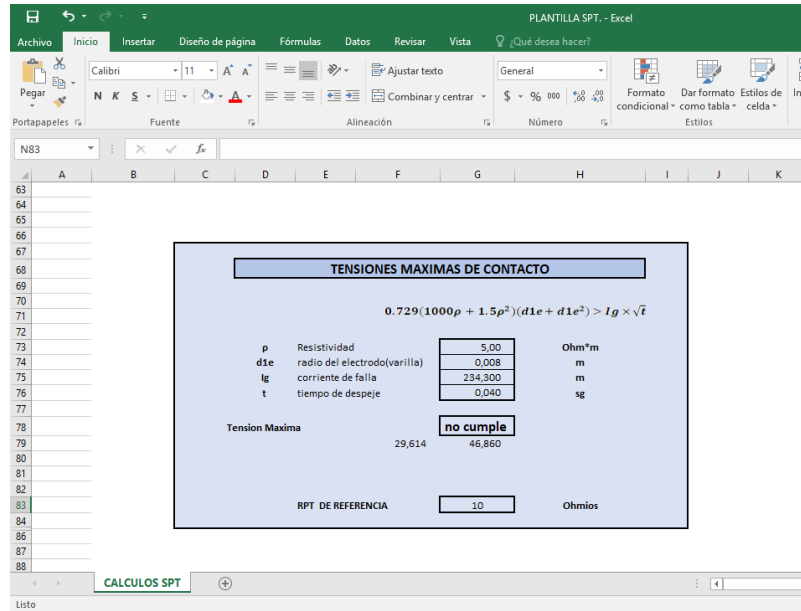 PLANTILLA SPT. - Excel
Archivo Inicio Insertar Diseño de página Fórmulas Datos Revisar Vista ¿Qué desea hacer?
Pegar
Calibri 11 A A
N K S A
Ajustar texto
Combinar y centrar
General
$ % 000
Formato condicional
Dar formato como tabla
Estilos de celda
In
Portapapeles Fuente Alineación Número Estilos
N83 fx
A B C D E F G H I J K
63
64
65
66
67
68 TENSIONES MAXIMAS DE CONTACTO
69
70
71 0.729(1000ρ + 1.5ρ²)(d1e + d1e²) > Ig × √t
72
73 ρ Resistividad 5,00 Ohm*m
74 d1e radio del electrodo(varilla) 0,008 m
75 Ig corriente de falla 234,300 m
76 t tiempo de despeje 0,040 sg
77
78 Tension Maxima no cumple
79 29,614 46,860
80
81
82
83 RPT DE REFERENCIA 10 Ohmios
84
86
87
88
CALCULOS SPT
Listo